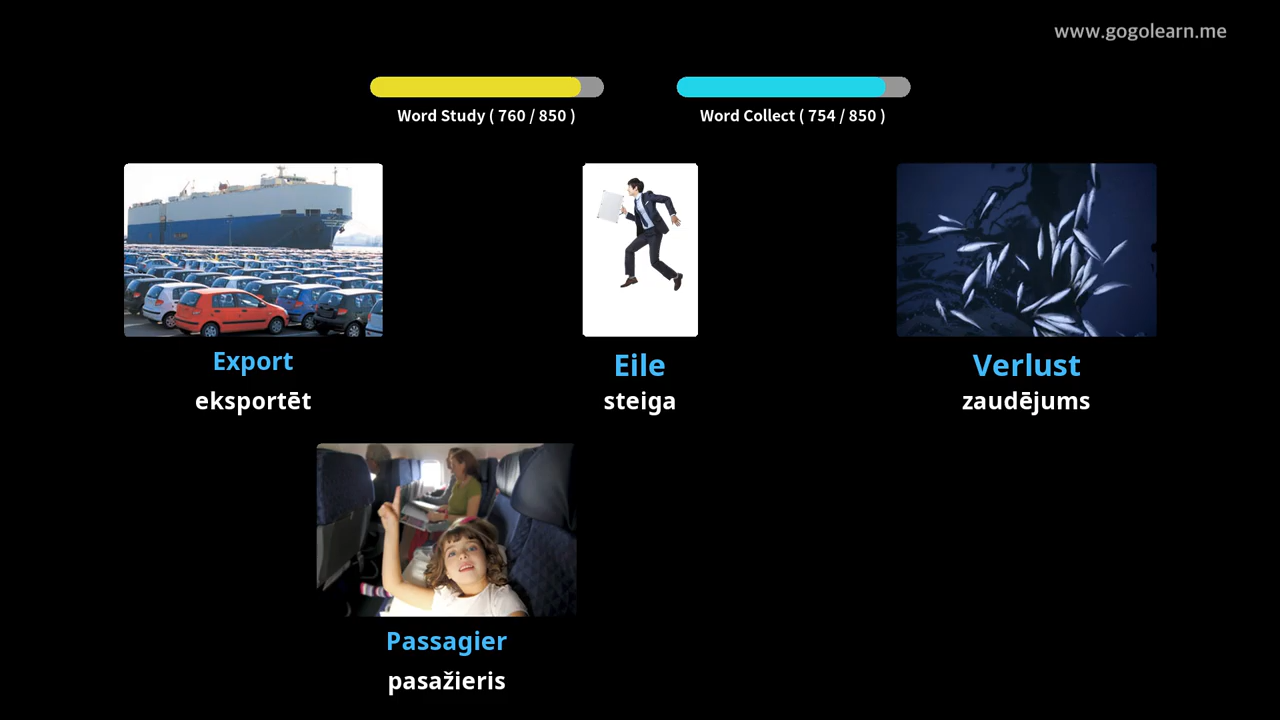 www.gogolearn.me
Word Study ( 760 / 850 )
Word Collect ( 754 / 850 )
Export
eksportēt
Eile
steiga
Verlust
zaudējums
Passagier
pasažieris